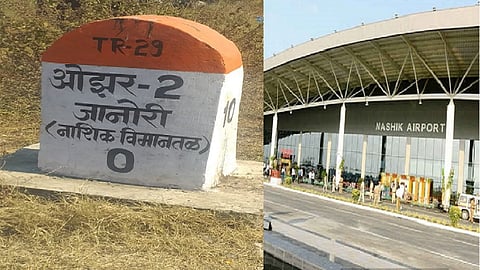 TR-29
ओझर-2
जानोरी
(नाशिक विमानतळ)
0
10
NASHIK AIRPORT